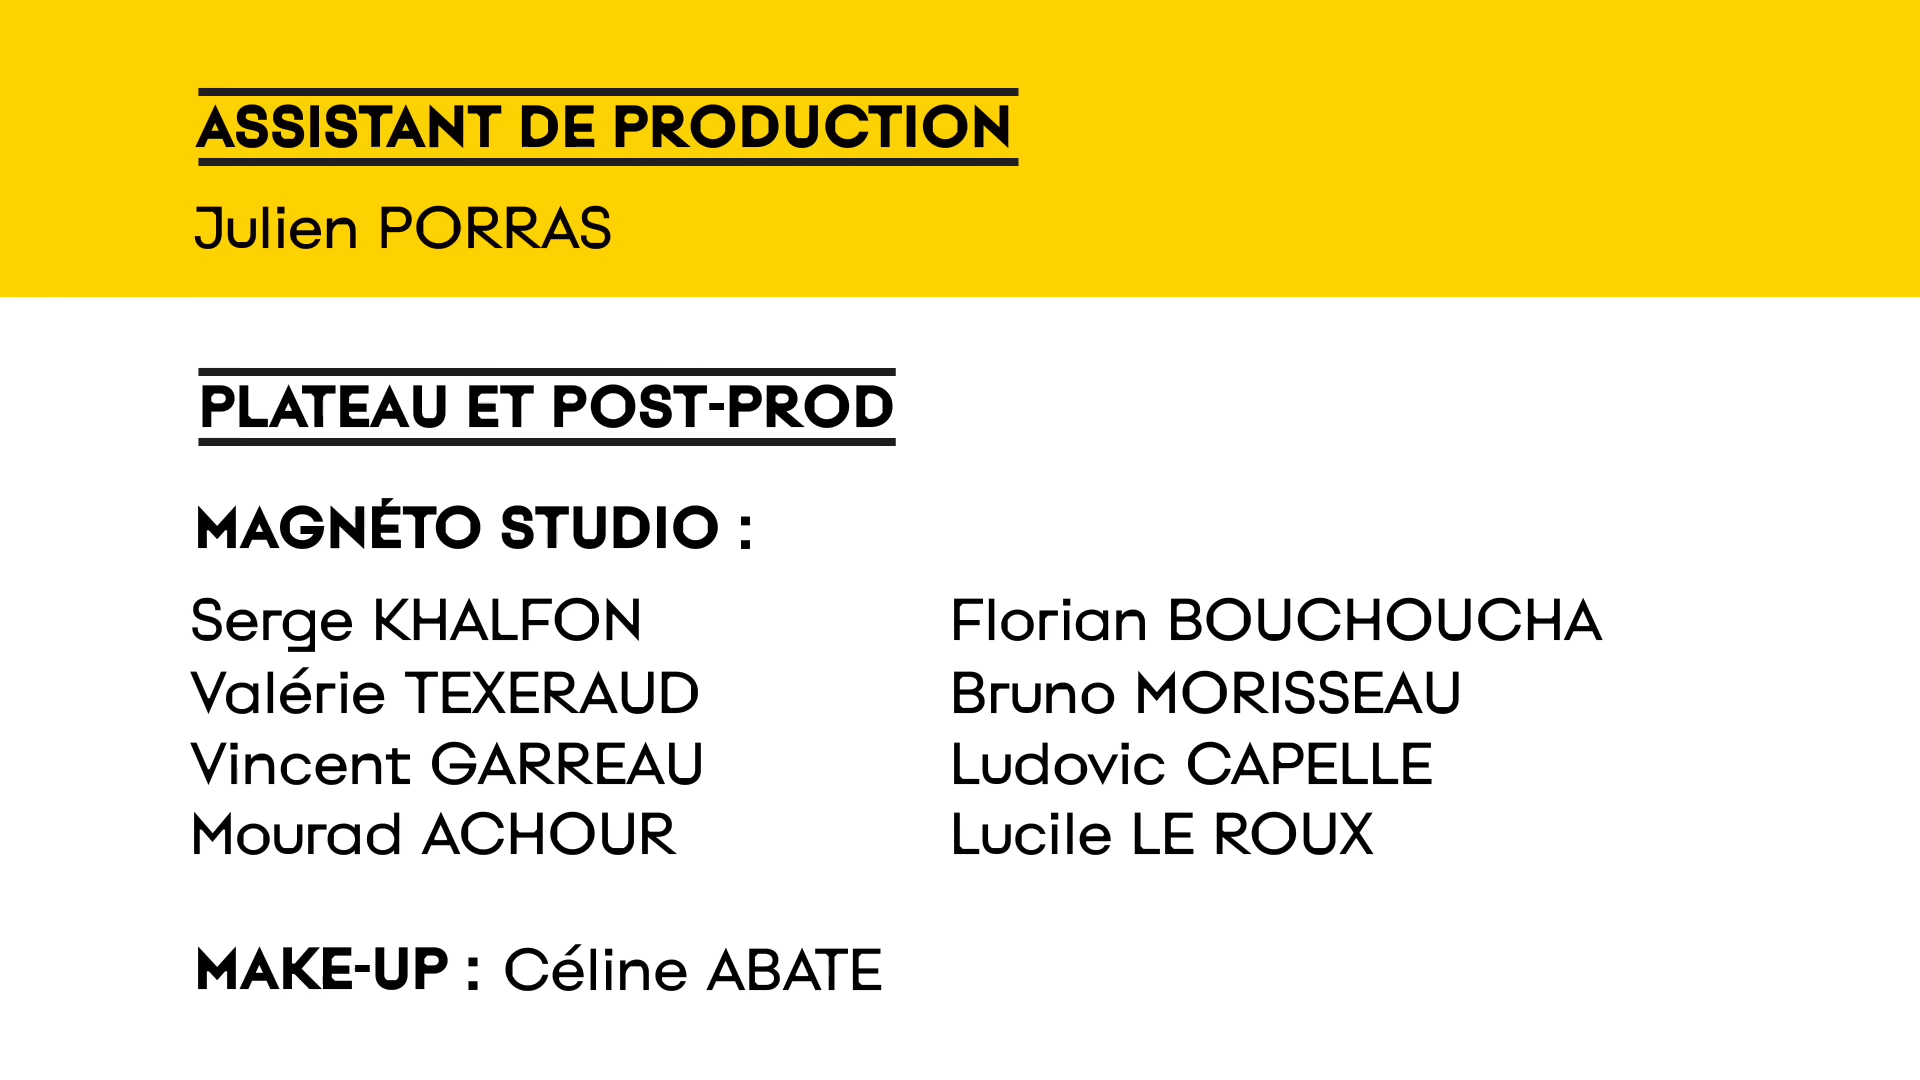 ASSISTANT DE PRODUCTION
Julien PORRAS
PLATEAU ET POST-PROD
MAGNÉTO STUDIO :
Serge KHALFON
Valérie TEXERAUD
Vincent GARREAU
Mourad ACHOUR
Florian BOUCHOUCHA
Bruno MORISSEAU
Ludovic CAPELLE
Lucile LE ROUX
MAKE-UP : Céline ABATE